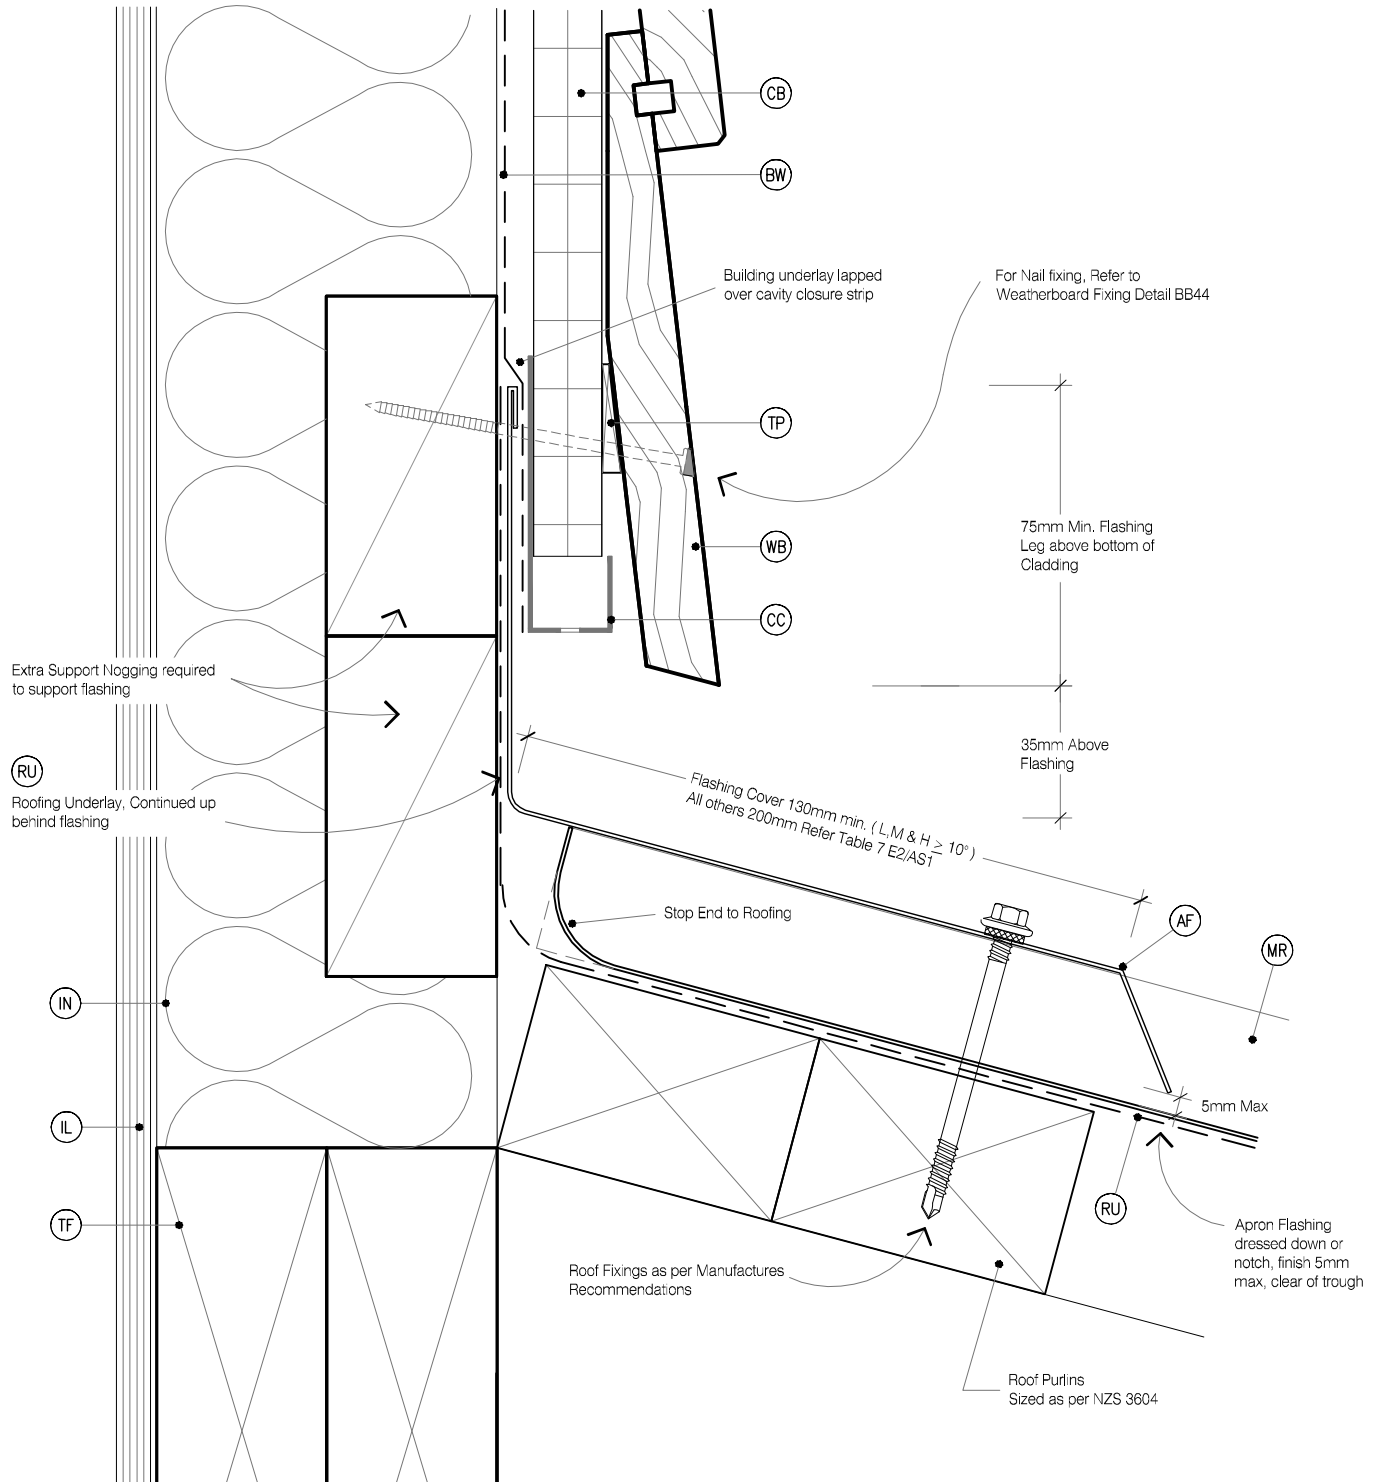 CB
BW
Building underlay lapped
over cavity closure strip
For Nail fixing, Refer to
Weatherboard Fixing Detail BB44
TP
75mm Min. Flashing
Leg above bottom of
Cladding
WB
CC
Extra Support Nogging required
to support flashing
35mm Above
Flashing
RU
Roofing Underlay, Continued up
behind flashing
Flashing Cover 130mm min. ( L,M & H ≥ 10° )
All others 200mm Refer Table 7 E2/AS1
Stop End to Roofing
AF
MR
IN
5mm Max
IL
RU
TF
Apron Flashing
dressed down or
notch, finish 5mm
max, clear of trough
Roof Fixings as per Manufactures
Recommendations
Roof Purlins
Sized as per NZS 3604